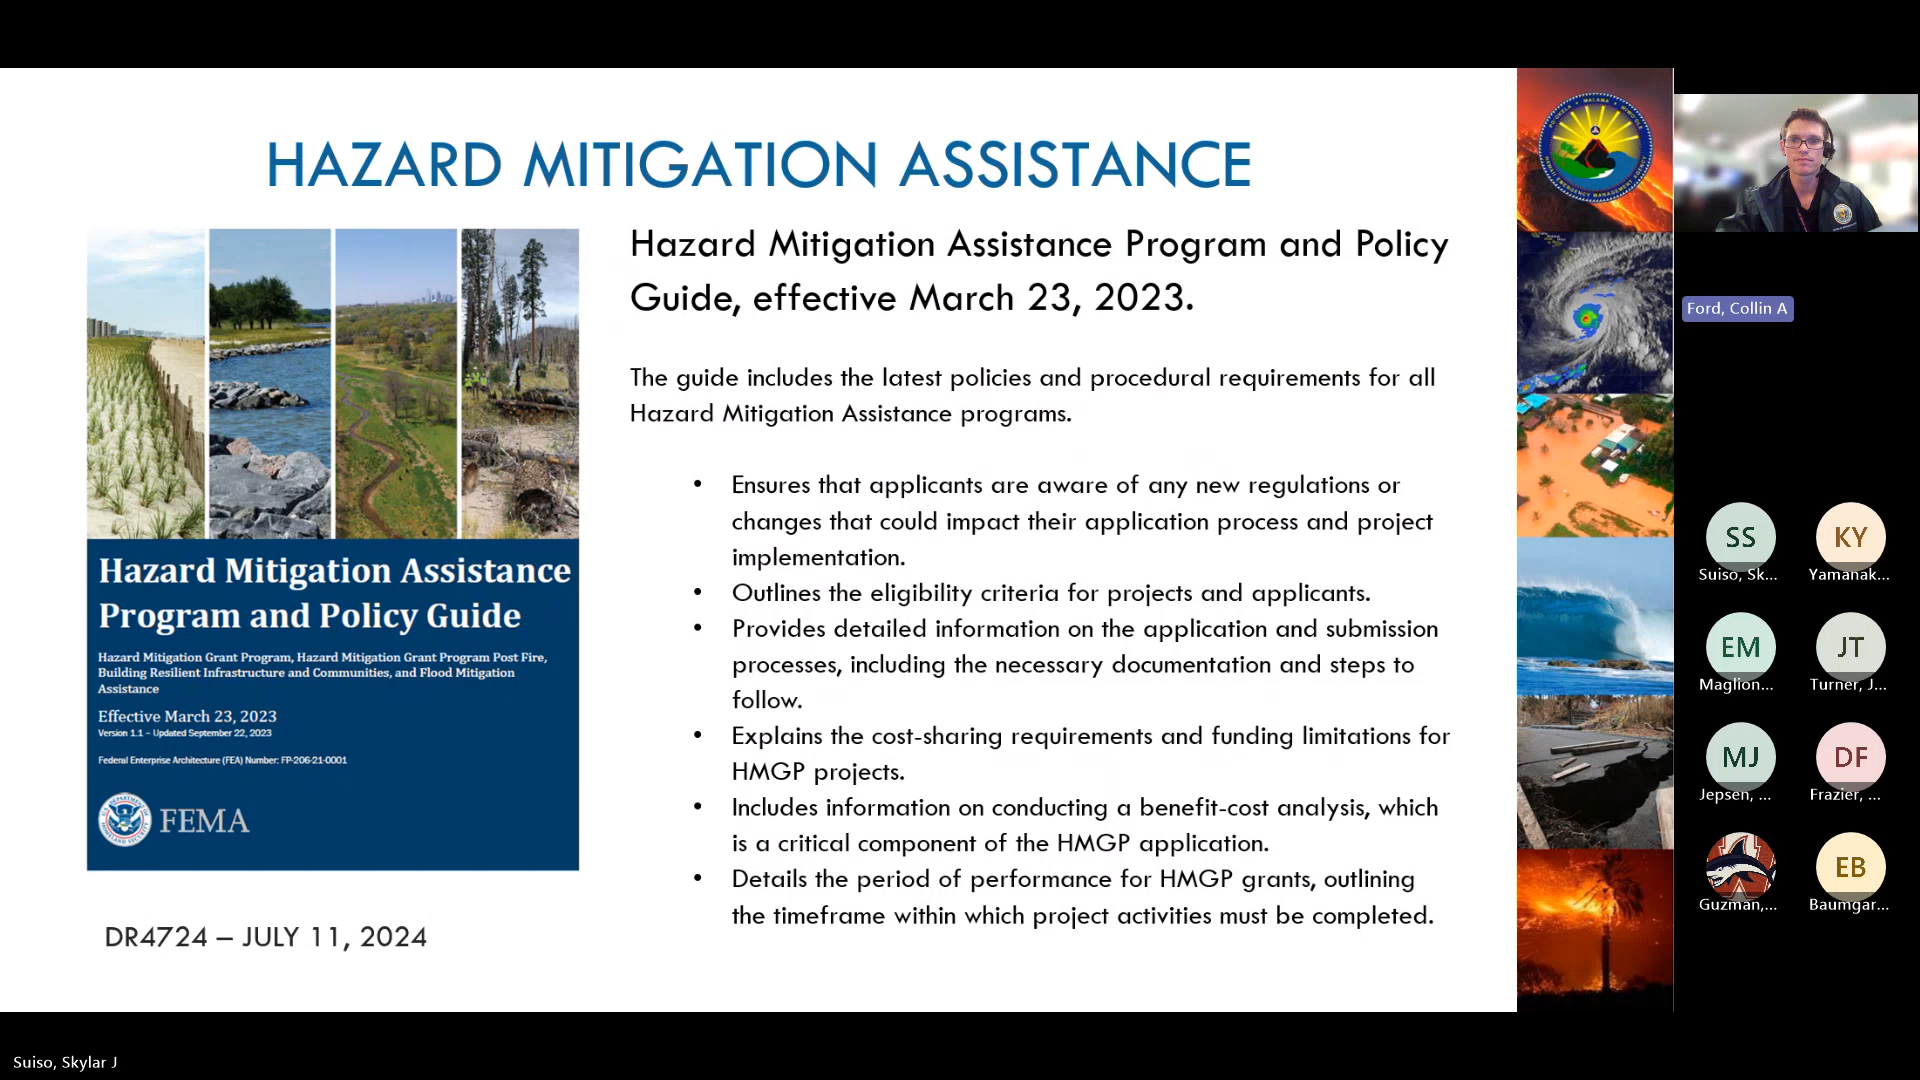 HAZARD MITIGATION ASSISTANCE
Hazard Mitigation Assistance
Program and Policy Guide
Hazard Mitigation Grant Program, Hazard Mitigation Grant Program Post Fire,
Building Resilient Infrastructure and Communities, and Flood Mitigation
Assistance
Effective March 23, 2023
Version 1.1 – Updated September 22, 2023
Federal Enterprise Architecture (FEA) Number: FP-206-21-0001
FEMA
DR4724 – JULY 11, 2024
Hazard Mitigation Assistance Program and Policy
Guide, effective March 23, 2023.
The guide includes the latest policies and procedural requirements for all
Hazard Mitigation Assistance programs.
• Ensures that applicants are aware of any new regulations or
changes that could impact their application process and project
implementation.
• Outlines the eligibility criteria for projects and applicants.
• Provides detailed information on the application and submission
processes, including the necessary documentation and steps to
follow.
• Explains the cost-sharing requirements and funding limitations for
HMGP projects.
• Includes information on conducting a benefit-cost analysis, which
is a critical component of the HMGP application.
• Details the period of performance for HMGP grants, outlining
the timeframe within which project activities must be completed.
Ford, Collin A
SS
Suiso, Sk...
KY
Yamanak...
EM
Maglion...
JT
Turner, J...
MJ
Jepsen, ...
DF
Frazier, ...
Guzman,...
EB
Baumgar...
Suiso, Skylar J